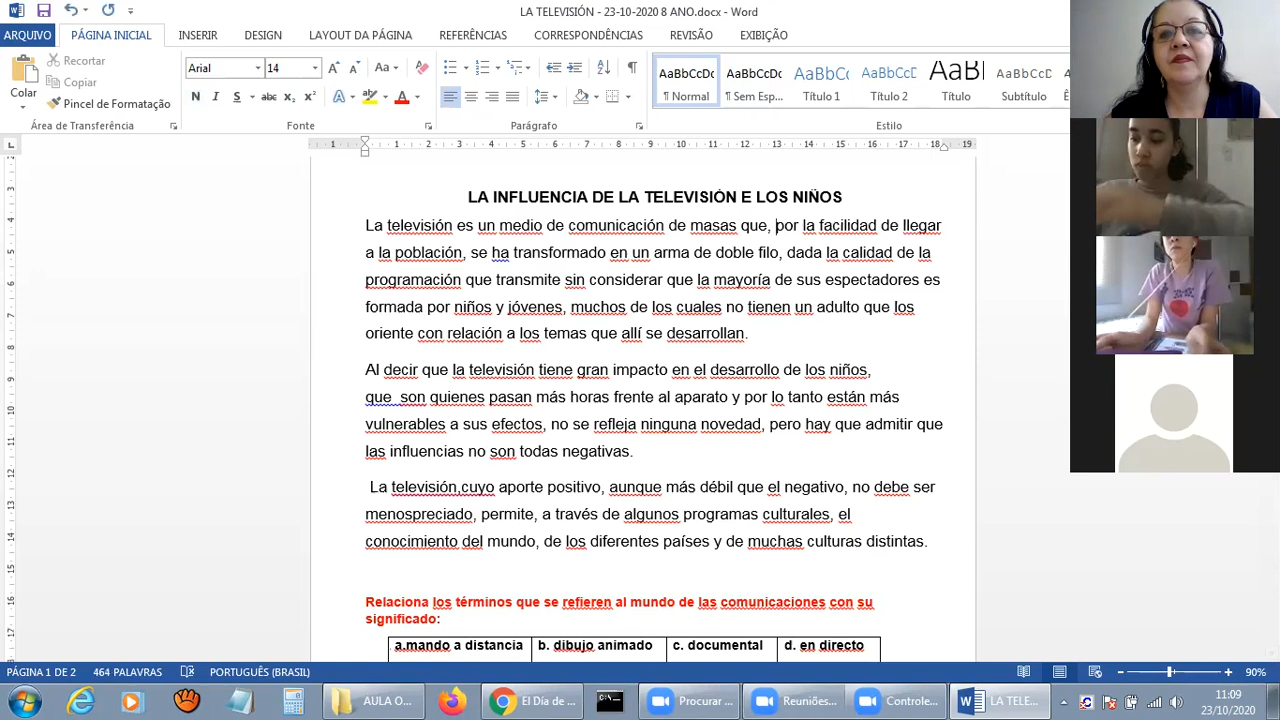 LA TELEVISIÓN - 23-10-2020 8 ANO.docx - Word
ARQUIVO PÁGINA INICIAL INSERIR DESIGN LAYOUT DA PÁGINA REFERÊNCIAS CORRESPONDÊNCIAS REVISÃO EXIBIÇÃO
Colar
Recortar
Copiar
Pincel de Formatação
Arial 14
N I S abc x₂ x² A A
AaBbCcDc AaBbCcDc AaBbC AaBbCcD AaB AaBbCcD
¶ Normal ¶ Sem Esp... Título 1 Título 2 Título Subtítulo
Área de Transferência Fonte Parágrafo Estilo
LA INFLUENCIA DE LA TELEVISIÓN E LOS NIÑOS
La televisión es un medio de comunicación de masas que, por la facilidad de llegar
a la población, se ha transformado en un arma de doble filo, dada la calidad de la
programación que transmite sin considerar que la mayoría de sus espectadores es
formada por niños y jóvenes, muchos de los cuales no tienen un adulto que los
oriente con relación a los temas que allí se desarrollan.
Al decir que la televisión tiene gran impacto en el desarrollo de los niños,
que son quienes pasan más horas frente al aparato y por lo tanto están más
vulnerables a sus efectos, no se refleja ninguna novedad, pero hay que admitir que
las influencias no son todas negativas.
La televisión,cuyo aporte positivo, aunque más débil que el negativo, no debe ser
menospreciado, permite, a través de algunos programas culturales, el
conocimiento del mundo, de los diferentes países y de muchas culturas distintas.
Relaciona los términos que se refieren al mundo de las comunicaciones con su
significado:
a.mando a distancia b. dibujo animado c. documental d. en directo
PÁGINA 1 DE 2 464 PALAVRAS PORTUGUÊS (BRASIL) 90%
AULA O... El Día de ... Procurar ... Reuniões... Controle... LA TELE... 11:09
23/10/2020